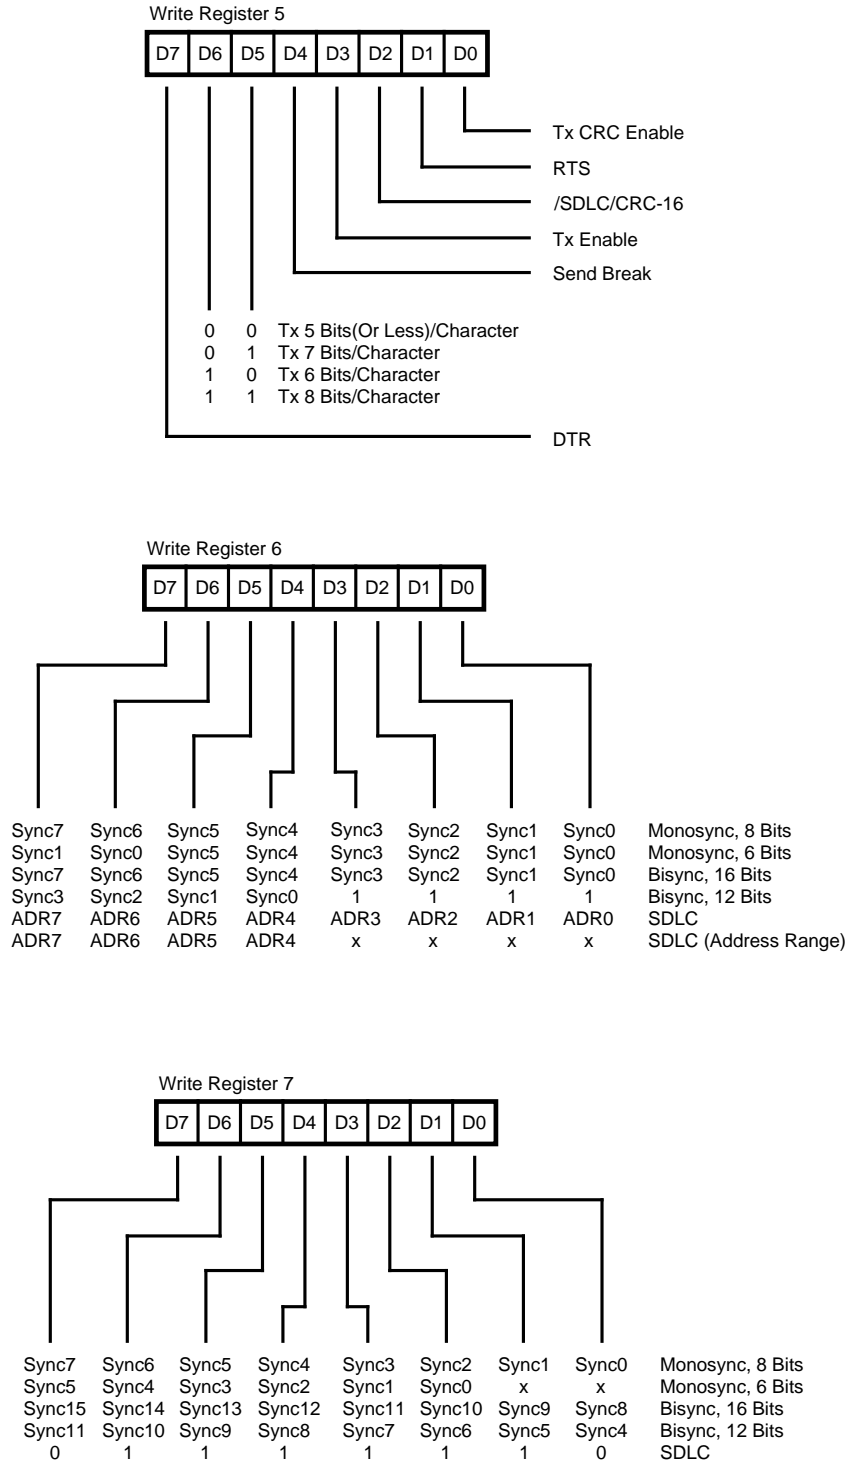 Write Register 5
D7 D6 D5 D4 D3 D2 D1 D0
Tx CRC Enable
RTS
/SDLC/CRC-16
Tx Enable
Send Break
0 0 Tx 5 Bits(Or Less)/Character
0 1 Tx 7 Bits/Character
1 0 Tx 6 Bits/Character
1 1 Tx 8 Bits/Character
DTR
Write Register 6
D7 D6 D5 D4 D3 D2 D1 D0
Sync7 Sync6 Sync5 Sync4 Sync3 Sync2 Sync1 Sync0 Monosync, 8 Bits
Sync1 Sync0 Sync5 Sync4 Sync3 Sync2 Sync1 Sync0 Monosync, 6 Bits
Sync7 Sync6 Sync5 Sync4 Sync3 Sync2 Sync1 Sync0 Bisync, 16 Bits
Sync3 Sync2 Sync1 Sync0 1 1 1 1 Bisync, 12 Bits
ADR7 ADR6 ADR5 ADR4 ADR3 ADR2 ADR1 ADR0 SDLC
ADR7 ADR6 ADR5 ADR4 x x x x SDLC (Address Range)
Write Register 7
D7 D6 D5 D4 D3 D2 D1 D0
Sync7 Sync6 Sync5 Sync4 Sync3 Sync2 Sync1 Sync0 Monosync, 8 Bits
Sync5 Sync4 Sync3 Sync2 Sync1 Sync0 x x Monosync, 6 Bits
Sync15 Sync14 Sync13 Sync12 Sync11 Sync10 Sync9 Sync8 Bisync, 16 Bits
Sync11 Sync10 Sync9 Sync8 Sync7 Sync6 Sync5 Sync4 Bisync, 12 Bits
0 1 1 1 1 1 1 0 SDLC